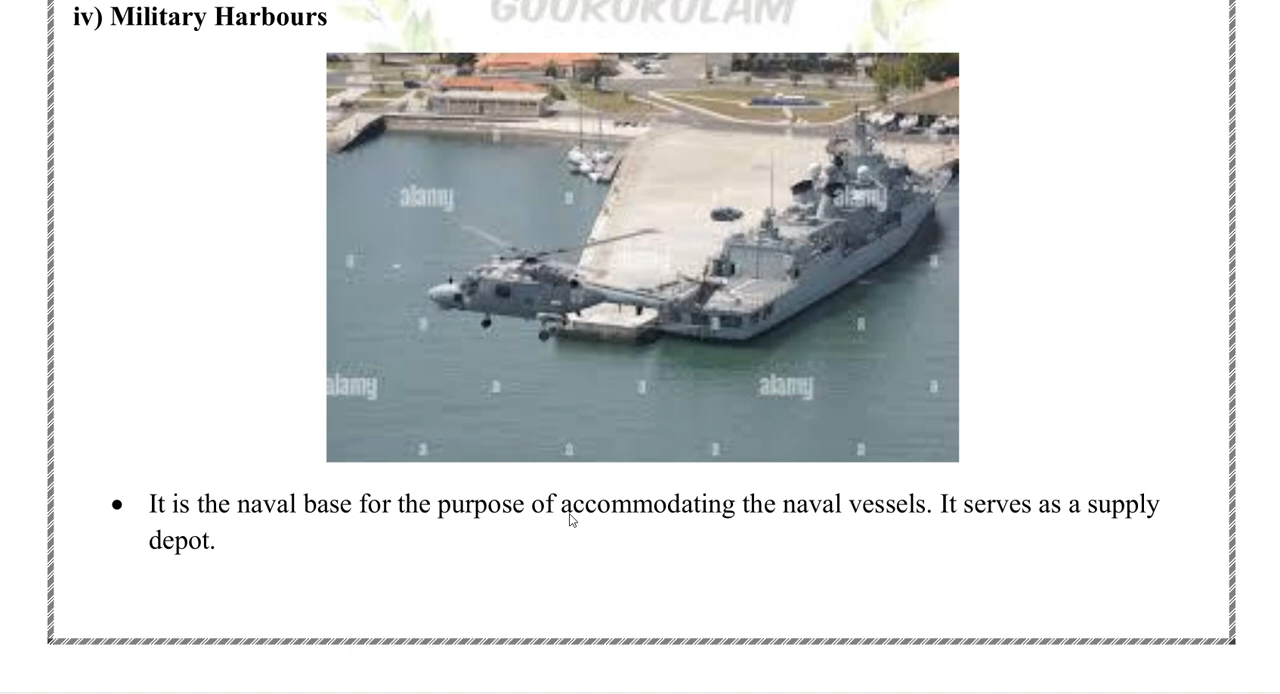 GOORUKULAM
iv) Military Harbours
alamy
alamy
alamy
alamy
• It is the naval base for the purpose of accommodating the naval vessels. It serves as a supply
depot.